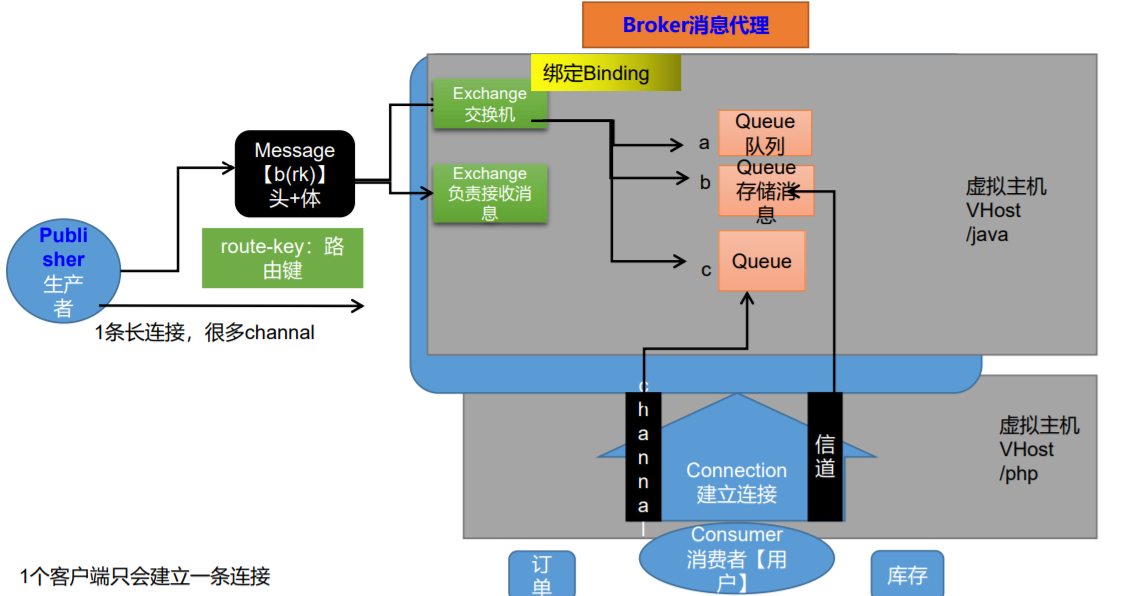 Broker消息代理
绑定Binding
Exchange
交换机
Exchange
负责接收消
息
Message
【b(rk)】
头+体
route-key：路
由键
Publi
sher
生产
者
1条长连接，很多channal
a
Queue
队列
b
Queue
存储消
息
c
Queue
虚拟主机
VHost
/java
虚拟主机
VHost
/php
c
h
a
n
n
a
l
信
道
Connection
建立连接
Consumer
消费者【用
户】
订
单
库存
1个客户端只会建立一条连接